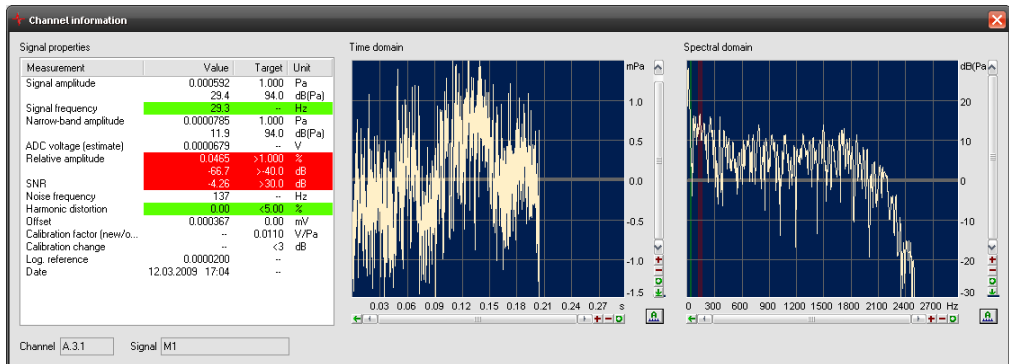 Channel information
Signal properties
Measurement Value Target Unit
Signal amplitude 0.000592 1.000 Pa
29.4 94.0 dB(Pa)
Signal frequency 29.3 -- Hz
Narrow-band amplitude 0.0000785 1.000 Pa
11.9 94.0 dB(Pa)
ADC voltage (estimate) 0.0000679 -- V
Relative amplitude 0.0465 >1.000 %
-66.7 >-40.0 dB
SNR -4.26 >30.0 dB
Noise frequency 137 -- Hz
Harmonic distortion 0.00 <5.00 %
Offset 0.000367 0.00 mV
Calibration factor (new/o... -- 0.0110 V/Pa
Calibration change -- <3 dB
Log. reference 0.0000200 --
Date 12.03.2009 17:04 --
Time domain
mPa
1.0
0.5
0.0
-0.5
-1.0
-1.5
0.03 0.06 0.09 0.12 0.15 0.18 0.21 0.24 0.27 s
Spectral domain
dB(Pa
20
10
0
-10
-20
-30
0 300 600 900 1200 1500 1800 2100 2400 2700 Hz
Channel A.3.1 Signal M1